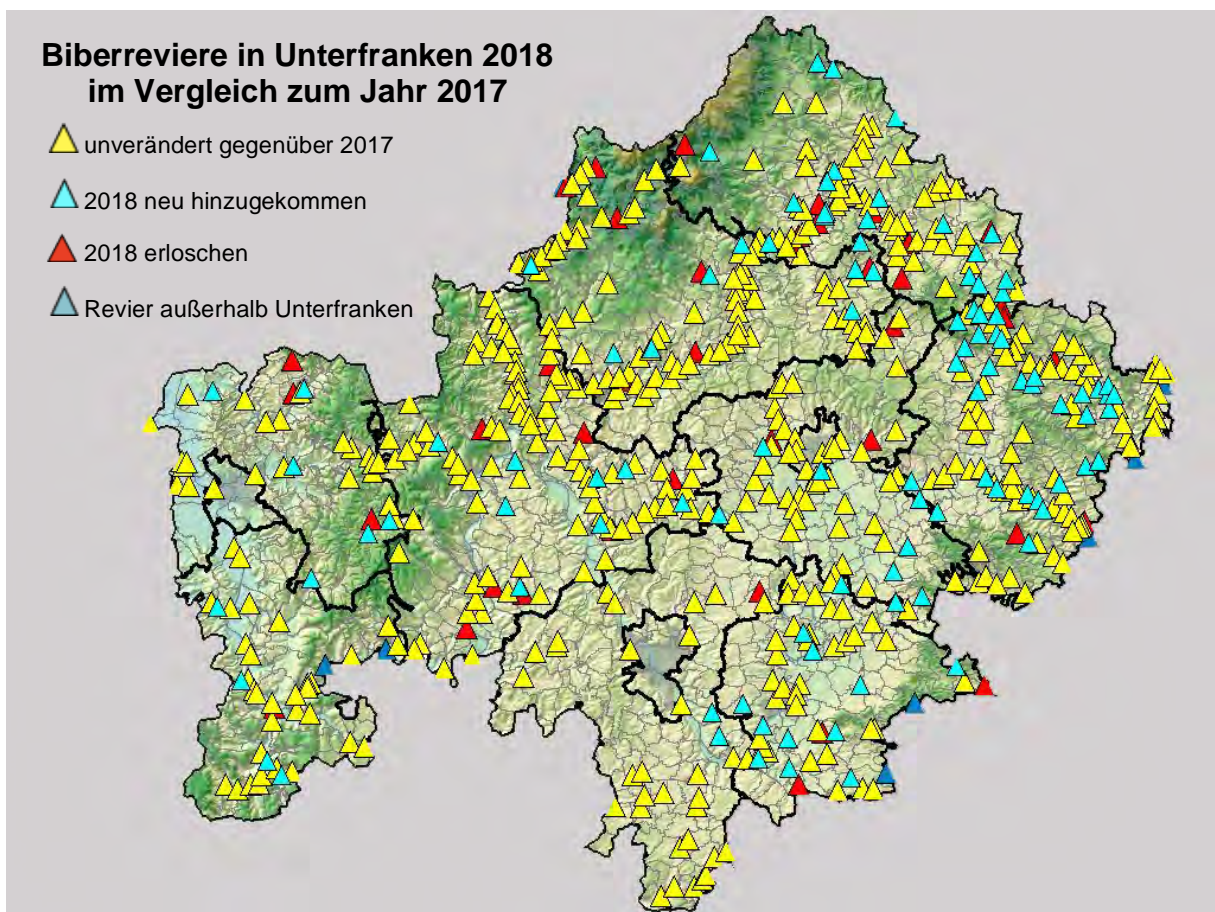 Biberreviere in Unterfranken 2018
im Vergleich zum Jahr 2017
unverändert gegenüber 2017
2018 neu hinzugekommen
2018 erloschen
Revier außerhalb Unterfranken